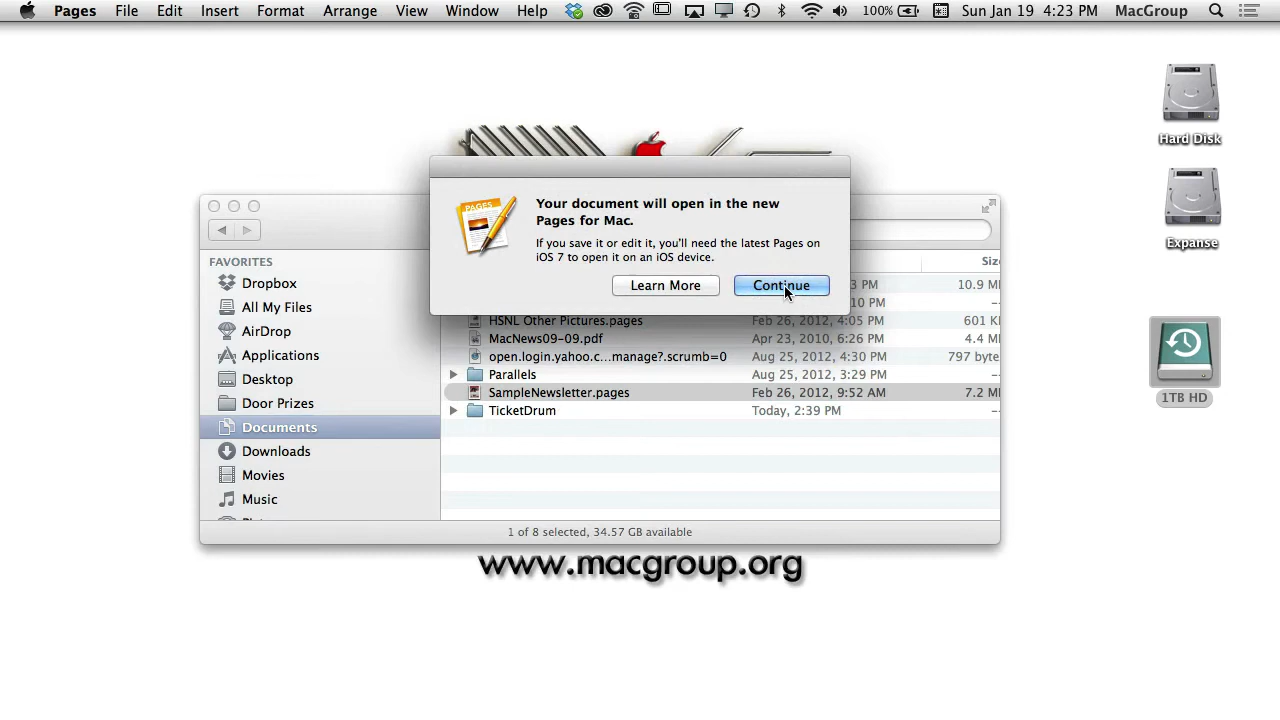 Pages File Edit Insert Format Arrange View Window Help 100% Sun Jan 19 4:23 PM MacGroup
Hard Disk
Expanse
1TB HD
PAGES
Your document will open in the new
Pages for Mac.
If you save it or edit it, you'll need the latest Pages on
iOS 7 to open it on an iOS device.
Learn More Continue
FAVORITES
Dropbox
All My Files
AirDrop
Applications
Desktop
Door Prizes
Documents
Downloads
Movies
Music
Siz
3 PM 10.9 M
10 PM --
HSNL Other Pictures.pages Feb 26, 2012, 4:05 PM 601 K
MacNews09-09.pdf Apr 23, 2010, 6:26 PM 4.4 M
open.login.yahoo.c...manage?.scrumb=0 Aug 25, 2012, 4:30 PM 797 byte
Parallels Aug 25, 2012, 3:29 PM --
SampleNewsletter.pages Feb 26, 2012, 9:52 AM 7.2 M
TicketDrum Today, 2:39 PM --
1 of 8 selected, 34.57 GB available
www.macgroup.org